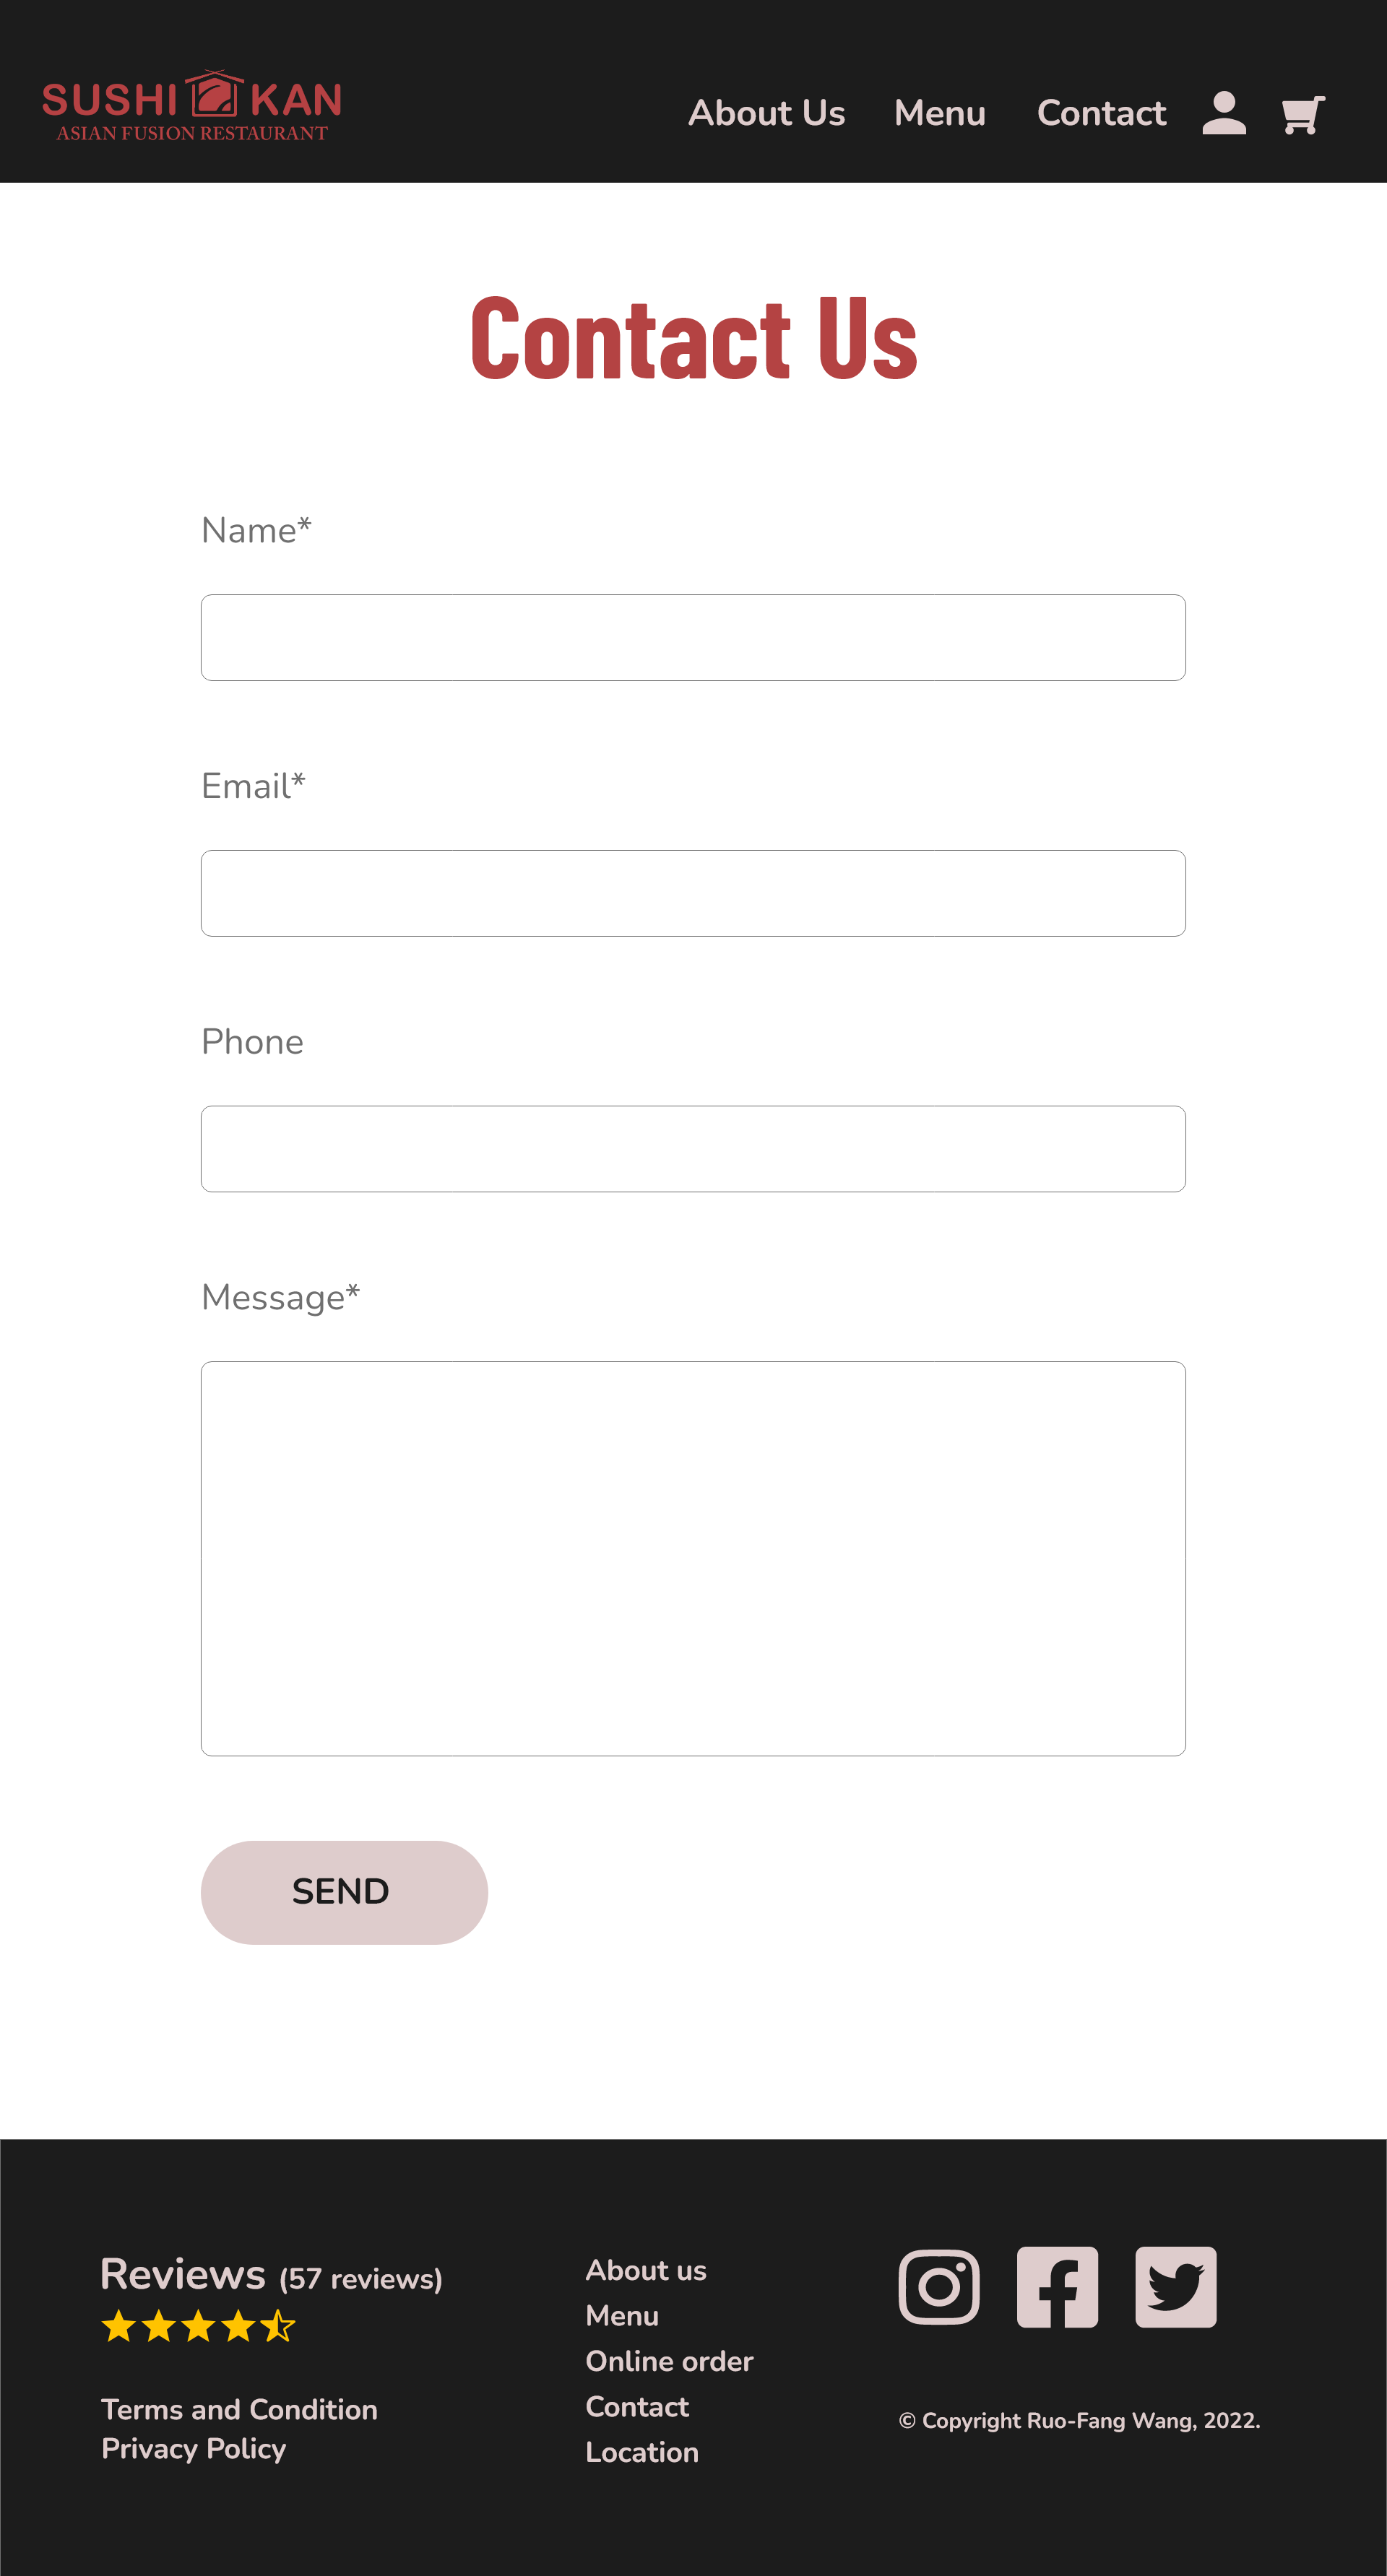 SUSHI KAN
ASIAN FUSION RESTAURANT
About Us Menu Contact
Contact Us
Name*
Email*
Phone
Message*
SEND
Reviews (57 reviews)
Terms and Condition
Privacy Policy
About us
Menu
Online order
Contact
Location
© Copyright Ruo-Fang Wang, 2022.